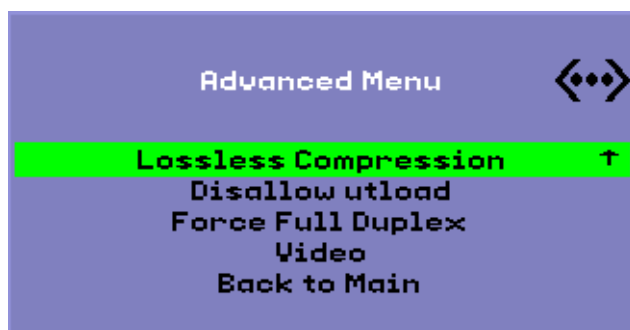 Advanced Menu
Lossless Compression ↑
Disallow utload
Force Full Duplex
Video
Back to Main